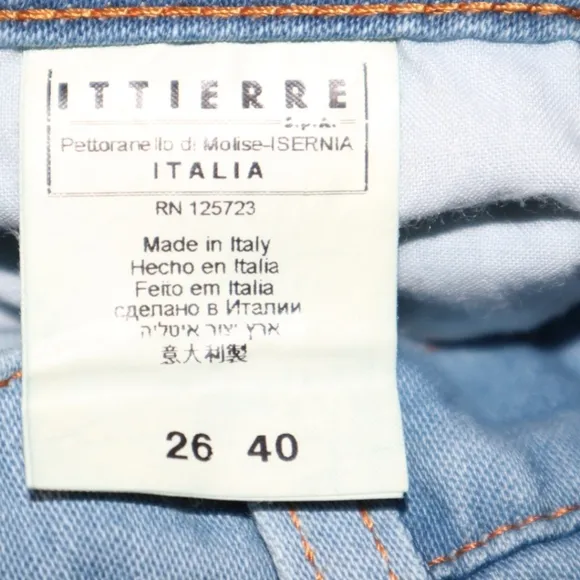 ITTIERRE
S.p.A.
Pettoranello di Molise-ISERNIA
ITALIA
RN 125723
Made in Italy
Hecho en Italia
Feito em Italia
сделано в Италии
ארץ יצור איטליה
意大利製
26 40